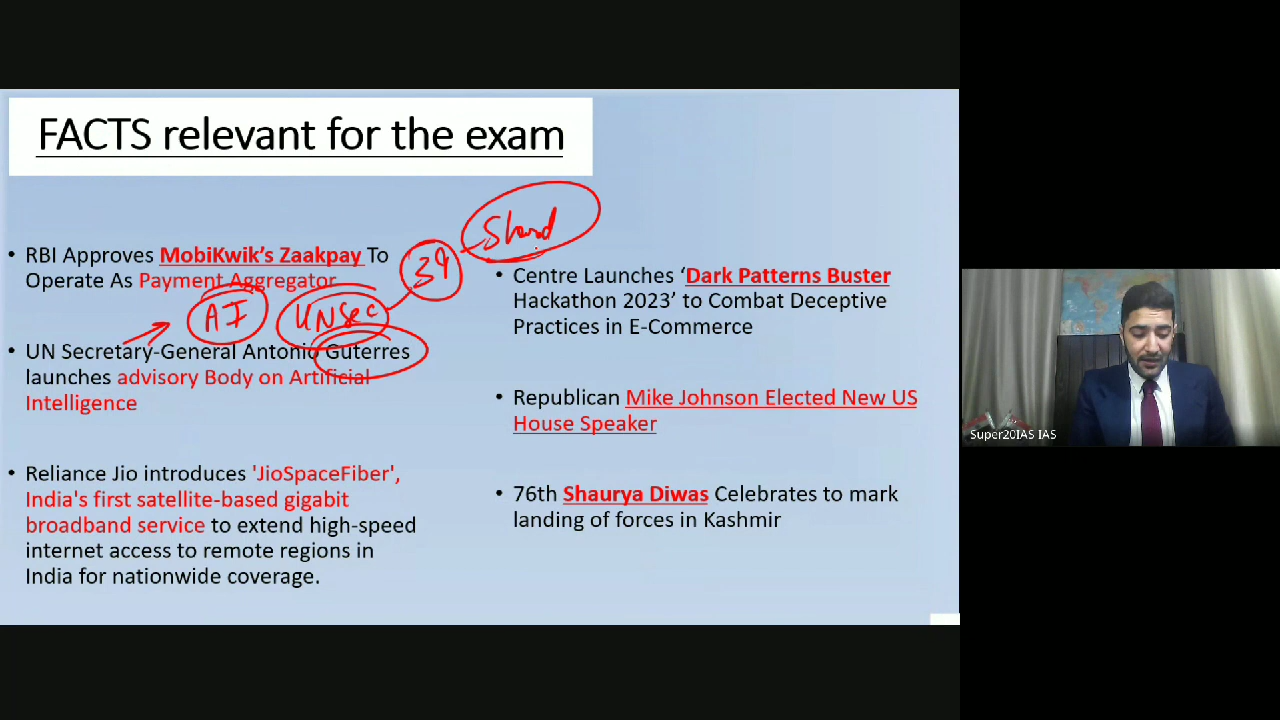 FACTS relevant for the exam
• RBI Approves MobiKwik's Zaakpay To
Operate As Payment Aggregator
AI UNSec 39
• UN Secretary-General Antonio Guterres
launches advisory Body on Artificial
Intelligence
• Reliance Jio introduces 'JioSpaceFiber',
India's first satellite-based gigabit
broadband service to extend high-speed
internet access to remote regions in
India for nationwide coverage.
• Centre Launches ‘Dark Patterns Buster
Hackathon 2023’ to Combat Deceptive
Practices in E-Commerce
• Republican Mike Johnson Elected New US
House Speaker
• 76th Shaurya Diwas Celebrates to mark
landing of forces in Kashmir
Super20IAS IAS